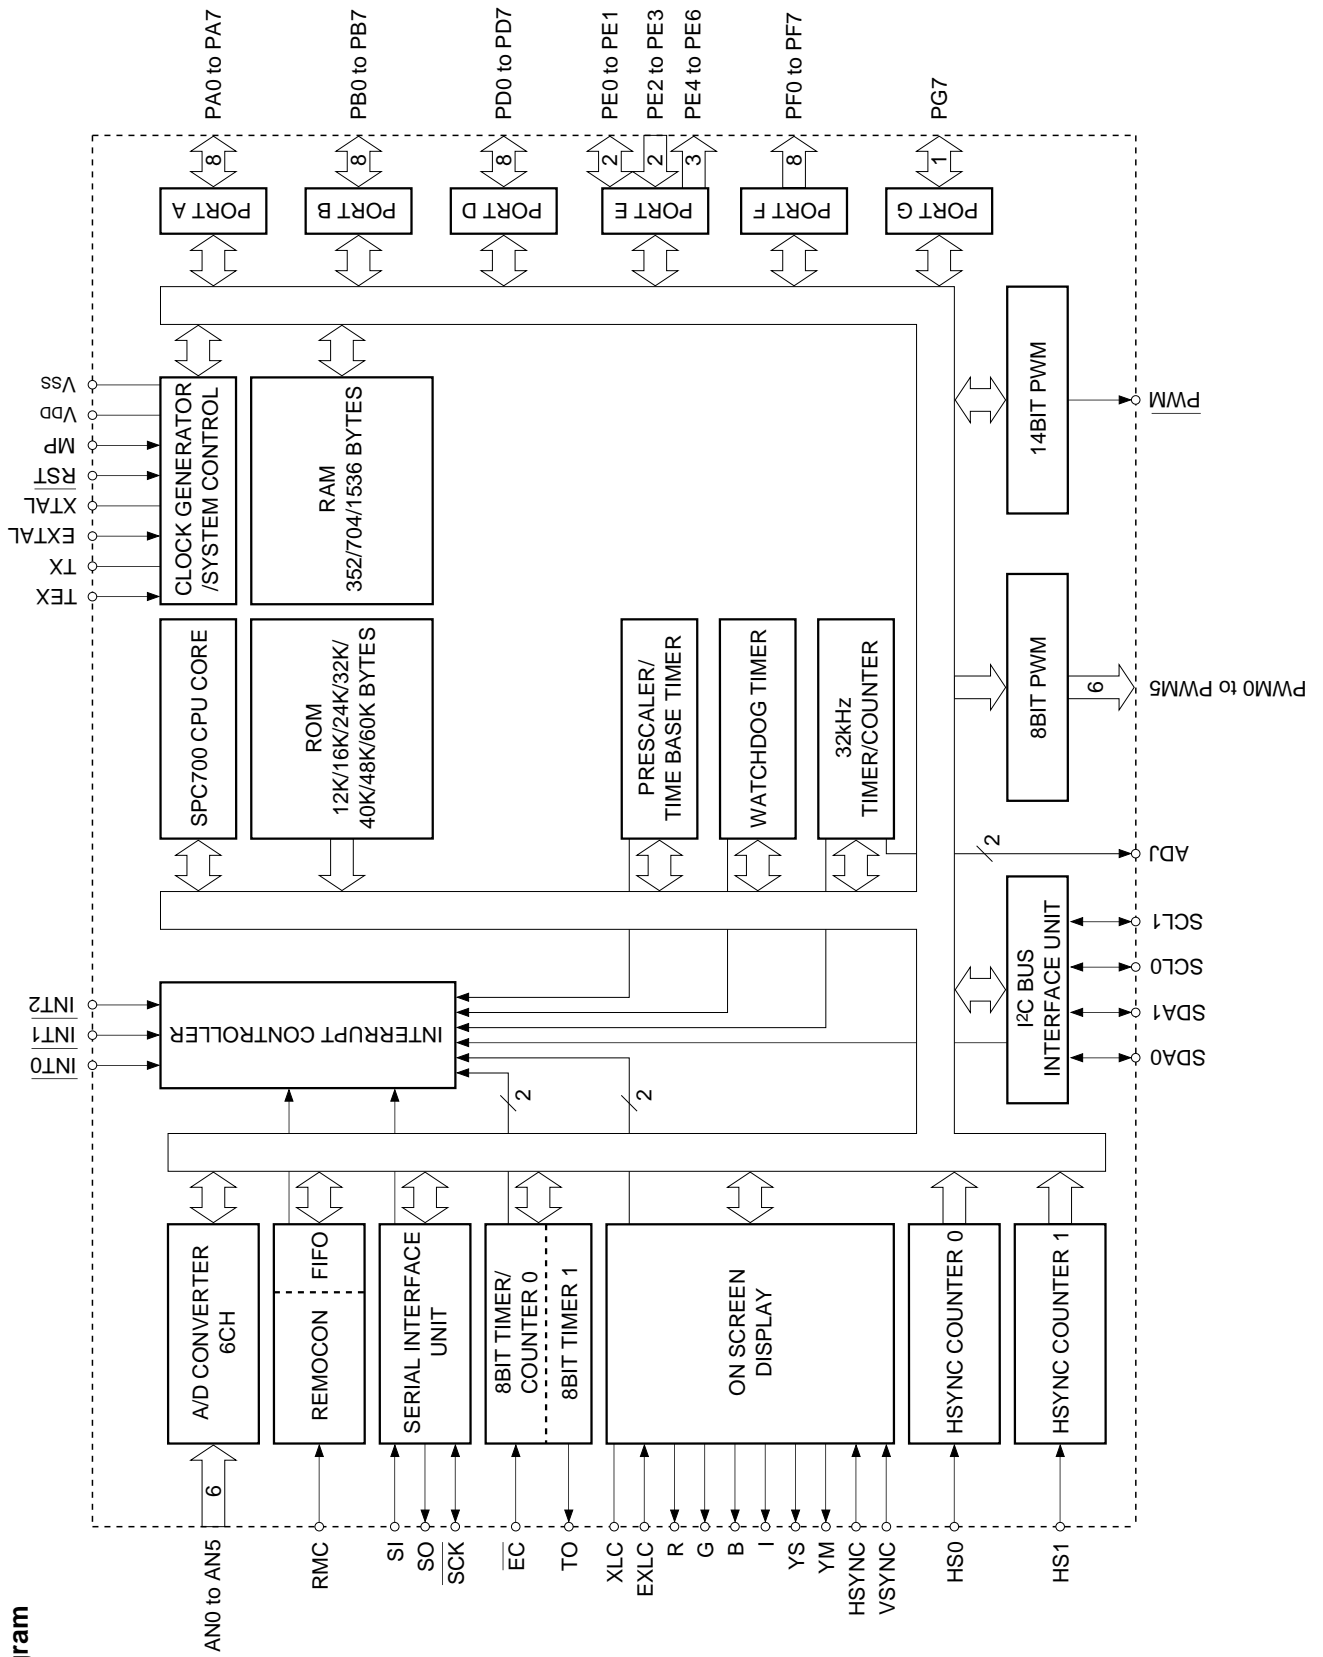 ram
AN0 to AN5
RMC
SI
SO
SCK
EC
TO
XLC
EXLC
R
G
B
I
YS
YM
HSYNC
VSYNC
HS0
HS1
6
A/D CONVERTER
6CH
REMOCON
FIFO
SERIAL INTERFACE
UNIT
8BIT TIMER/
COUNTER 0
8BIT TIMER 1
ON SCREEN
DISPLAY
HSYNC COUNTER 0
HSYNC COUNTER 1
2
2
INT0
INT1
INT2
INTERRUPT CONTROLLER
SPC700 CPU CORE
ROM
12K/16K/24K/32K/
40K/48K/60K BYTES
PRESCALER/
TIME BASE TIMER
WATCHDOG TIMER
32kHz
TIMER/COUNTER
TEX
TX
EXTAL
XTAL
RST
MP
VDD
VSS
CLOCK GENERATOR
/SYSTEM CONTROL
RAM
352/704/1536 BYTES
I2C BUS
INTERFACE UNIT
SDA0
SDA1
SCL0
SCL1
2
ADJ
8BIT PWM
6
PWM0 to PWM5
14BIT PWM
PWM
PORT A
8
PA0 to PA7
PORT B
8
PB0 to PB7
PORT D
8
PD0 to PD7
PORT E
2
PE0 to PE1
2
PE2 to PE3
3
PE4 to PE6
PORT F
8
PF0 to PF7
PORT G
1
PG7